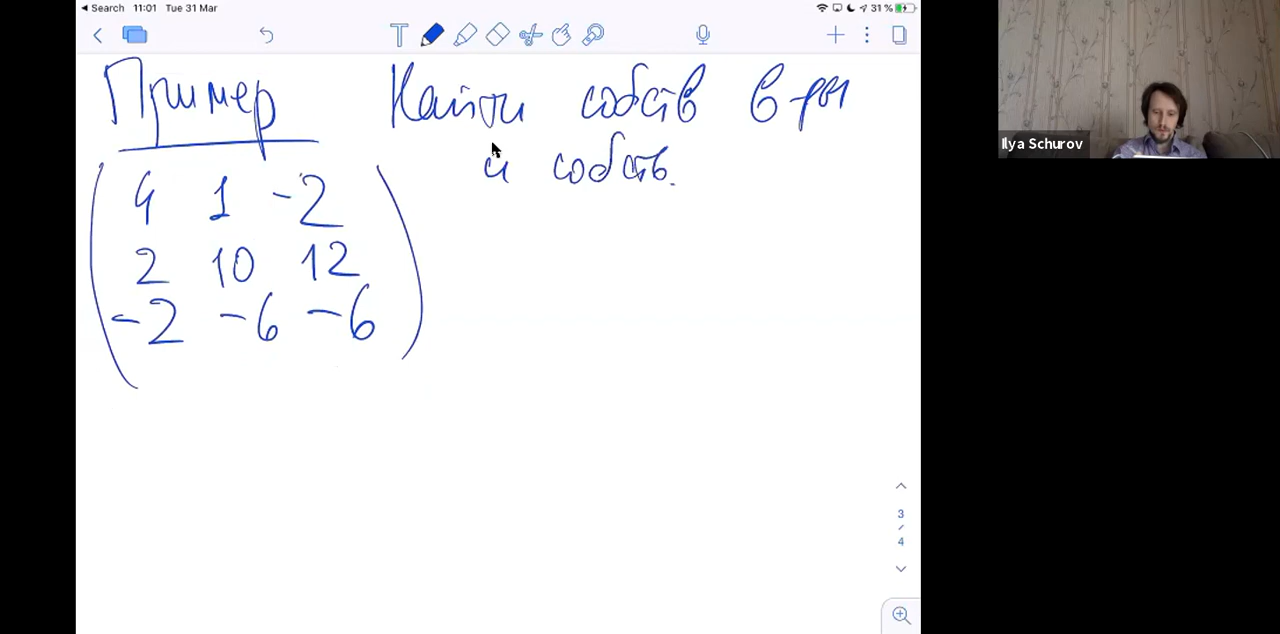 Search 11:01 Tue 31 Mar 31%
Пример Найти собств в-ры
и собств.
4 1 -2
2 10 12
-2 -6 -6
Ilya Schurov
3
/
4